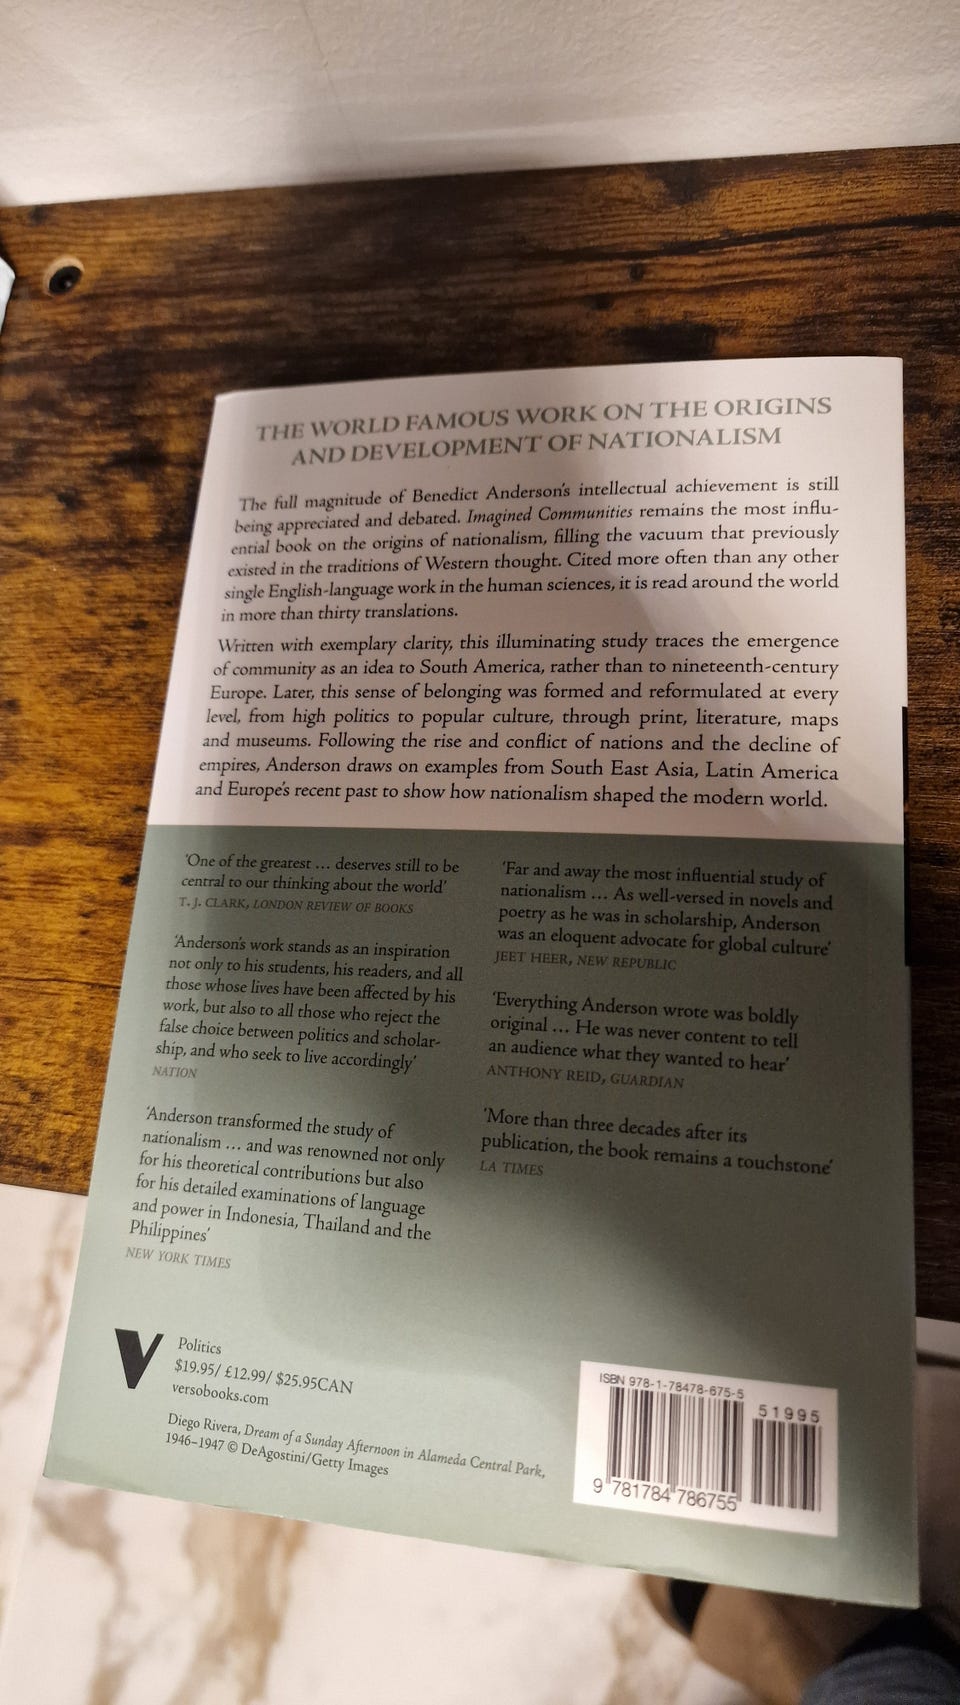 THE WORLD FAMOUS WORK ON THE ORIGINS
AND DEVELOPMENT OF NATIONALISM
The full magnitude of Benedict Anderson's intellectual achievement is still
being appreciated and debated. Imagined Communities remains the most influ-
ential book on the origins of nationalism, filling the vacuum that previously
existed in the traditions of Western thought. Cited more often than any other
single English-language work in the human sciences, it is read around the world
in more than thirty translations.
Written with exemplary clarity, this illuminating study traces the emergence
of community as an idea to South America, rather than to nineteenth-century
Europe. Later, this sense of belonging was formed and reformulated at every
level, from high politics to popular culture, through print, literature, maps
and museums. Following the rise and conflict of nations and the decline of
empires, Anderson draws on examples from South East Asia, Latin America
and Europe's recent past to show how nationalism shaped the modern world.
'One of the greatest ... deserves still to be
central to our thinking about the world'
T. J. CLARK, LONDON REVIEW OF BOOKS
'Anderson's work stands as an inspiration
not only to his students, his readers, and all
those whose lives have been affected by his
work, but also to all those who reject the
false choice between politics and scholar-
ship, and who seek to live accordingly'
NATION
'Anderson transformed the study of
nationalism ... and was renowned not only
for his theoretical contributions but also
for his detailed examinations of language
and power in Indonesia, Thailand and the
Philippines'
NEW YORK TIMES
'Far and away the most influential study of
nationalism ... As well-versed in novels and
poetry as he was in scholarship, Anderson
was an eloquent advocate for global culture'
JEET HEER, NEW REPUBLIC
'Everything Anderson wrote was boldly
original ... He was never content to tell
an audience what they wanted to hear'
ANTHONY REID, GUARDIAN
'More than three decades after its
publication, the book remains a touchstone'
LA TIMES
V
Politics
$19.95/ £12.99/ $25.95CAN
versobooks.com
Diego Rivera, Dream of a Sunday Afternoon in Alameda Central Park,
1946–1947 © DeAgostini/Getty Images
ISBN 978-1-78478-675-5
51995
9 781784 786755